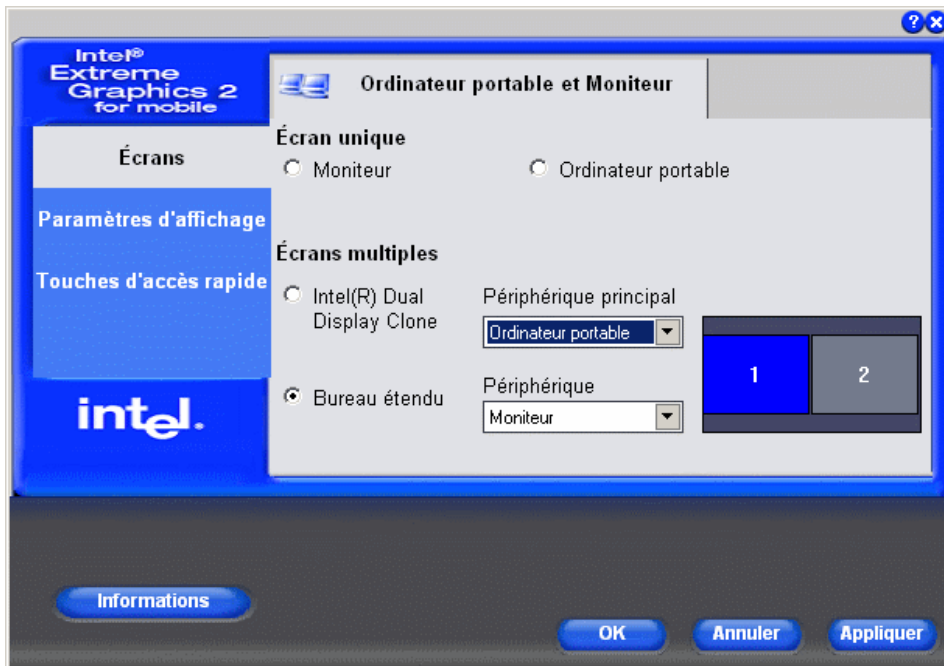 Intel®
Extreme
Graphics 2
for mobile
Ordinateur portable et Moniteur
Écrans
Paramètres d'affichage
Touches d'accès rapide
intel.
Écran unique
Moniteur
Ordinateur portable
Écrans multiples
Intel(R) Dual
Display Clone
Périphérique principal
Ordinateur portable
Bureau étendu
Périphérique
Moniteur
1
2
Informations
OK
Annuler
Appliquer